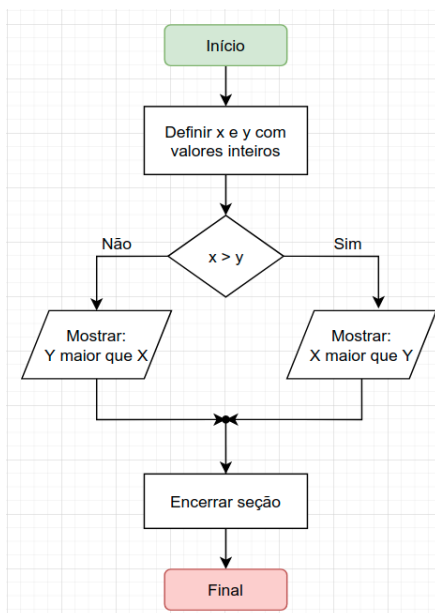 Início
Definir x e y com
valores inteiros
Não
x > y
Sim
Mostrar:
Y maior que X
Mostrar:
X maior que Y
Encerrar seção
Final